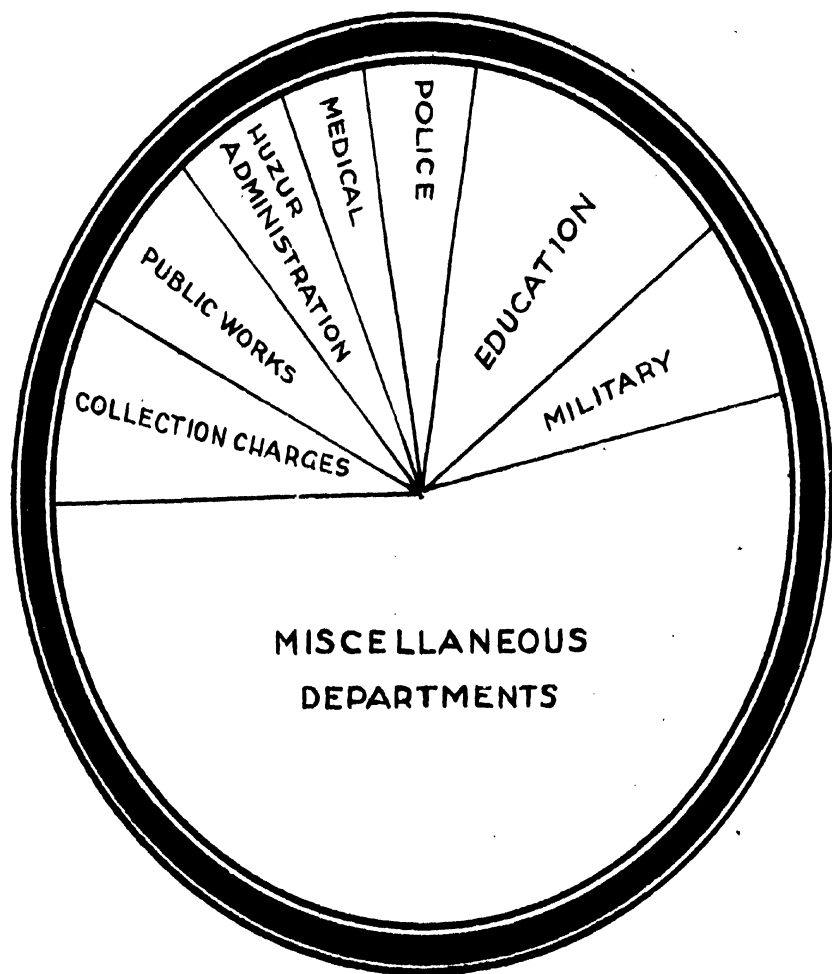 COLLECTION CHARGES
PUBLIC WORKS
HUZUR
ADMINISTRATION
MEDICAL
POLICE
EDUCATION
MILITARY
MISCELLANEOUS
DEPARTMENTS